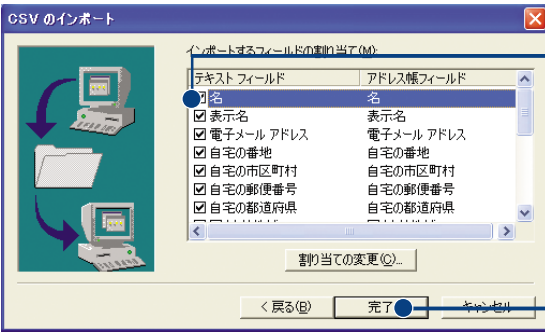 CSV のインポート
インポートするフィールドの割り当て(M):
テキスト フィールド アドレス帳フィールド
名 名
表示名 表示名
電子メール アドレス 電子メール アドレス
自宅の番地 自宅の番地
自宅の市区町村 自宅の市区町村
自宅の郵便番号 自宅の郵便番号
自宅の都道府県 自宅の都道府県
割り当ての変更(C)...
< 戻る(B) 完了 キャンセル